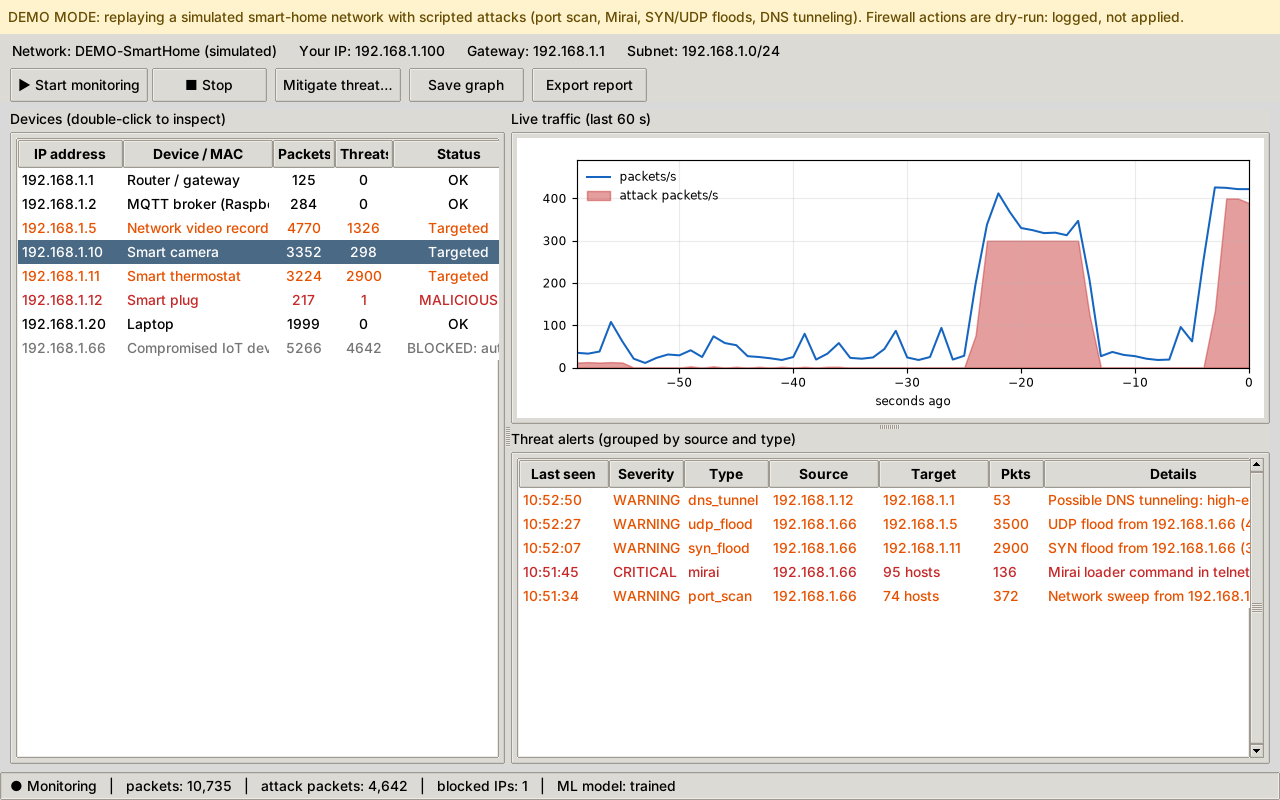 DEMO MODE: replaying a simulated smart-home network with scripted attacks (port scan, Mirai, SYN/UDP floods, DNS tunneling). Firewall actions are dry-run: logged, not applied.
Network: DEMO-SmartHome (simulated) Your IP: 192.168.1.100 Gateway: 192.168.1.1 Subnet: 192.168.1.0/24
▶ Start monitoring ■ Stop Mitigate threat... Save graph Export report
Devices (double-click to inspect)
IP address Device / MAC Packets Threats Status
192.168.1.1 Router / gateway 125 0 OK
192.168.1.2 MQTT broker (Raspb 284 0 OK
192.168.1.5 Network video record 4770 1326 Targeted
192.168.1.10 Smart camera 3352 298 Targeted
192.168.1.11 Smart thermostat 3224 2900 Targeted
192.168.1.12 Smart plug 217 1 MALICIOUS
192.168.1.20 Laptop 1999 0 OK
192.168.1.66 Compromised IoT dev 5266 4642 BLOCKED: aut
Live traffic (last 60 s)
packets/s
attack packets/s
400
300
200
100
0
−50 −40 −30 −20 −10 0
seconds ago
Threat alerts (grouped by source and type)
Last seen Severity Type Source Target Pkts Details
10:52:50 WARNING dns_tunnel 192.168.1.12 192.168.1.1 53 Possible DNS tunneling: high-e
10:52:27 WARNING udp_flood 192.168.1.66 192.168.1.5 3500 UDP flood from 192.168.1.66 (4
10:52:07 WARNING syn_flood 192.168.1.66 192.168.1.11 2900 SYN flood from 192.168.1.66 (3
10:51:45 CRITICAL mirai 192.168.1.66 95 hosts 136 Mirai loader command in telnet
10:51:34 WARNING port_scan 192.168.1.66 74 hosts 372 Network sweep from 192.168.1
● Monitoring | packets: 10,735 | attack packets: 4,642 | blocked IPs: 1 | ML model: trained